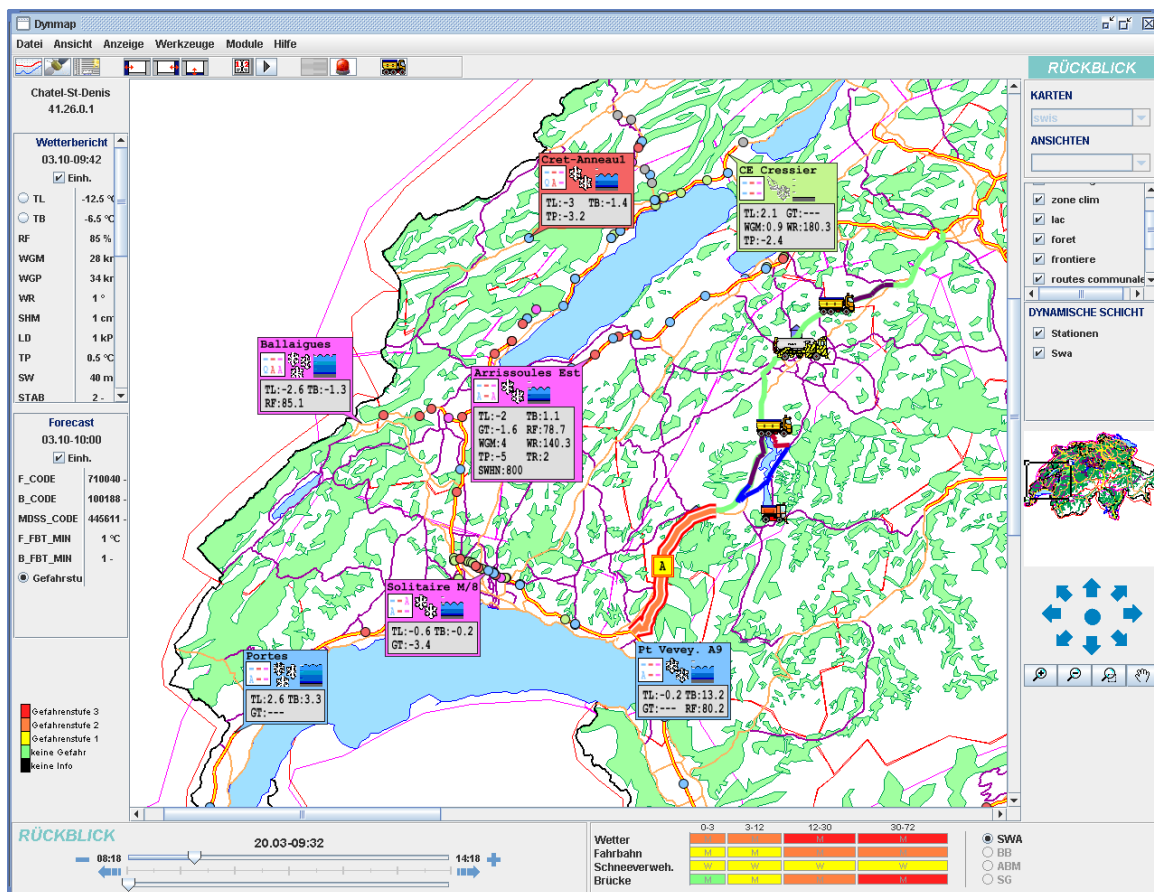 Dynmap
Datei Ansicht Anzeige Werkzeuge Module Hilfe
Chatel-St-Denis
41.26.0.1
Wetterbericht
03.10-09:42
Einh.
TL -12.5 °C
TB -6.5 °C
RF 85 %
WGM 28 kr
WGP 34 kr
WR 1 °
SHM 1 cm
LD 1 kP
TP 0.5 °C
SW 40 m
STAB 2 -
Forecast
03.10-10:00
Einh.
F_CODE 710040 -
B_CODE 100188 -
MDSS_CODE 445611 -
F_FBT_MIN 1 °C
B_FBT_MIN 1 -
Gefahrstu
Gefahrenstufe 3
Gefahrenstufe 2
Gefahrenstufe 1
keine Gefahr
keine Info
Cret-Anneaul
TL:-3 TB:-1.4
TP:-3.2
CE Cressier
TL:2.1 GT:---
WGM:0.9 WR:180.3
TP:-2.4
Ballaigues
TL:-2.6 TB:-1.3
RF:85.1
Arrissoules Est
TL:-2 TB:1.1
GT:-1.6 RF:78.7
WGM:4 WR:140.3
TP:-5 TR:2
SWHN:800
A
Solitaire M/8
TL:-0.6 TB:-0.2
GT:-3.4
Portes
TL:2.6 TB:3.3
GT:---
Pt Vevey. A9
TL:-0.2 TB:13.2
GT:--- RF:80.2
RÜCKBLICK
KARTEN
swis
ANSICHTEN
zone clim
lac
foret
frontiere
routes communale
DYNAMISCHE SCHICHT
Stationen
Swa
RÜCKBLICK
20.03-09:32
08:18 14:18
0-3 3-12 12-30 30-72
Wetter M M M M
Fahrbahn M M M M
Schneeverweh. W W W W
Brücke M M M M
SWA
BB
ABM
SG